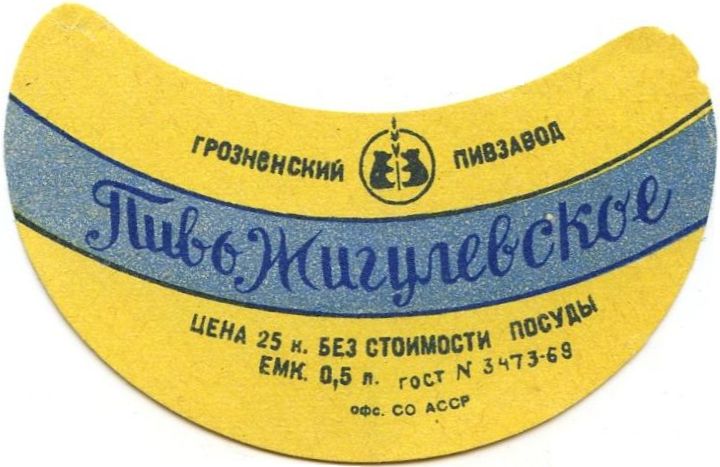 ГРОЗНЕНСКИЙ ПИВЗАВОД
Пиво Жигулевское
ЦЕНА 25 к. БЕЗ СТОИМОСТИ ПОСУДЫ
ЕМК. 0,5 л. ГОСТ N 3473-69
офс. СО АССР